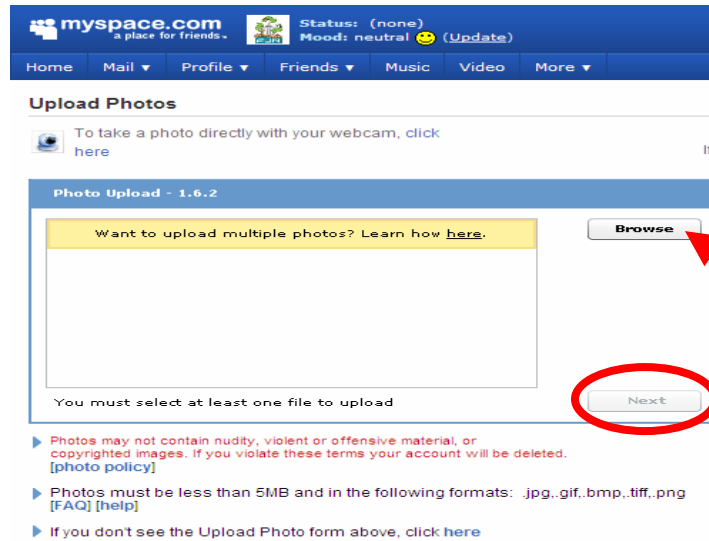 myspace.com
a place for friends.
Status: (none)
Mood: neutral (Update)
Home Mail Profile Friends Music Video More
Upload Photos
To take a photo directly with your webcam, click
here
Photo Upload - 1.6.2
Want to upload multiple photos? Learn how here.
Browse
You must select at least one file to upload
Next
Photos may not contain nudity, violent or offensive material, or
copyrighted images. If you violate these terms your account will be deleted.
[photo policy]
Photos must be less than 5MB and in the following formats: .jpg,.gif,.bmp,.tiff,.png
[FAQ] [help]
If you don't see the Upload Photo form above, click here